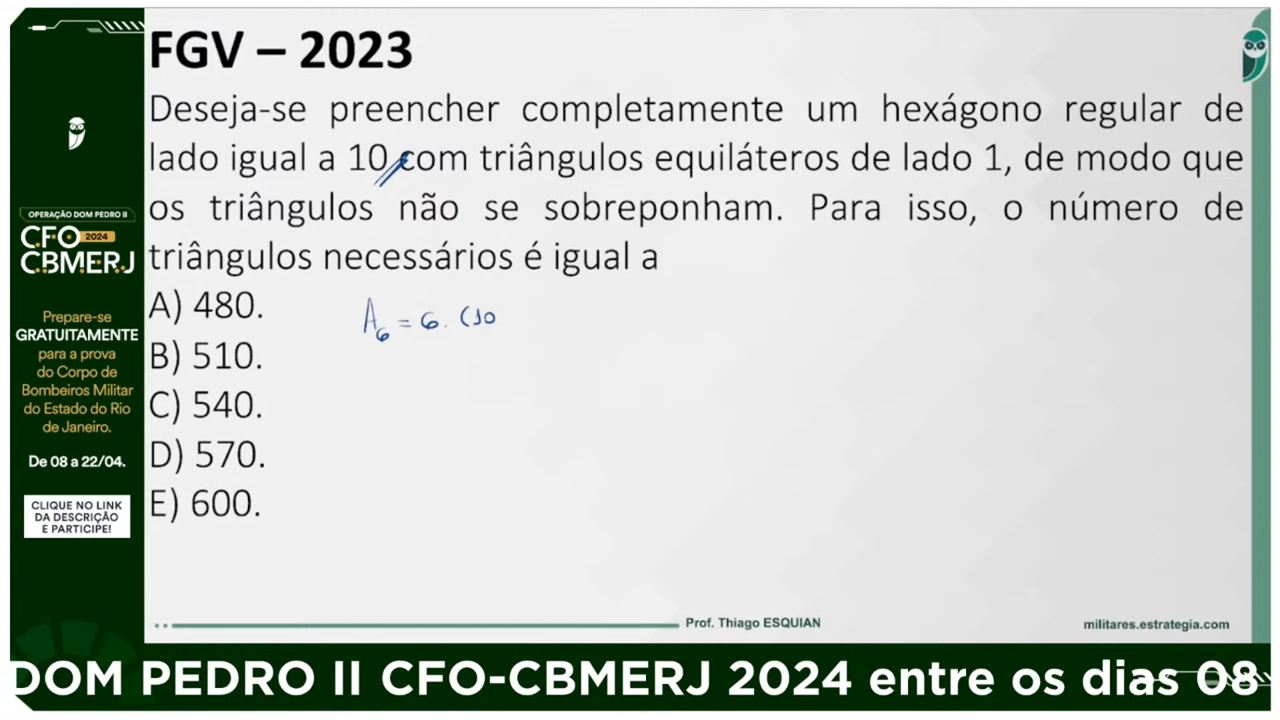 FGV – 2023
Deseja-se preencher completamente um hexágono regular de
lado igual a 10 com triângulos equiláteros de lado 1, de modo que
os triângulos não se sobreponham. Para isso, o número de
triângulos necessários é igual a
A) 480.
B) 510.
C) 540.
D) 570.
E) 600.
A6 = 6. (10
OPERAÇÃO DOM PEDRO II
CFO 2024
CBMERJ
Prepare-se
GRATUITAMENTE
para a prova
do Corpo de
Bombeiros Militar
do Estado do Rio
de Janeiro.
De 08 a 22/04.
CLIQUE NO LINK
DA DESCRIÇÃO
E PARTICIPE!
Prof. Thiago ESQUIAN
militares.estrategia.com
DOM PEDRO II CFO-CBMERJ 2024 entre os dias 08